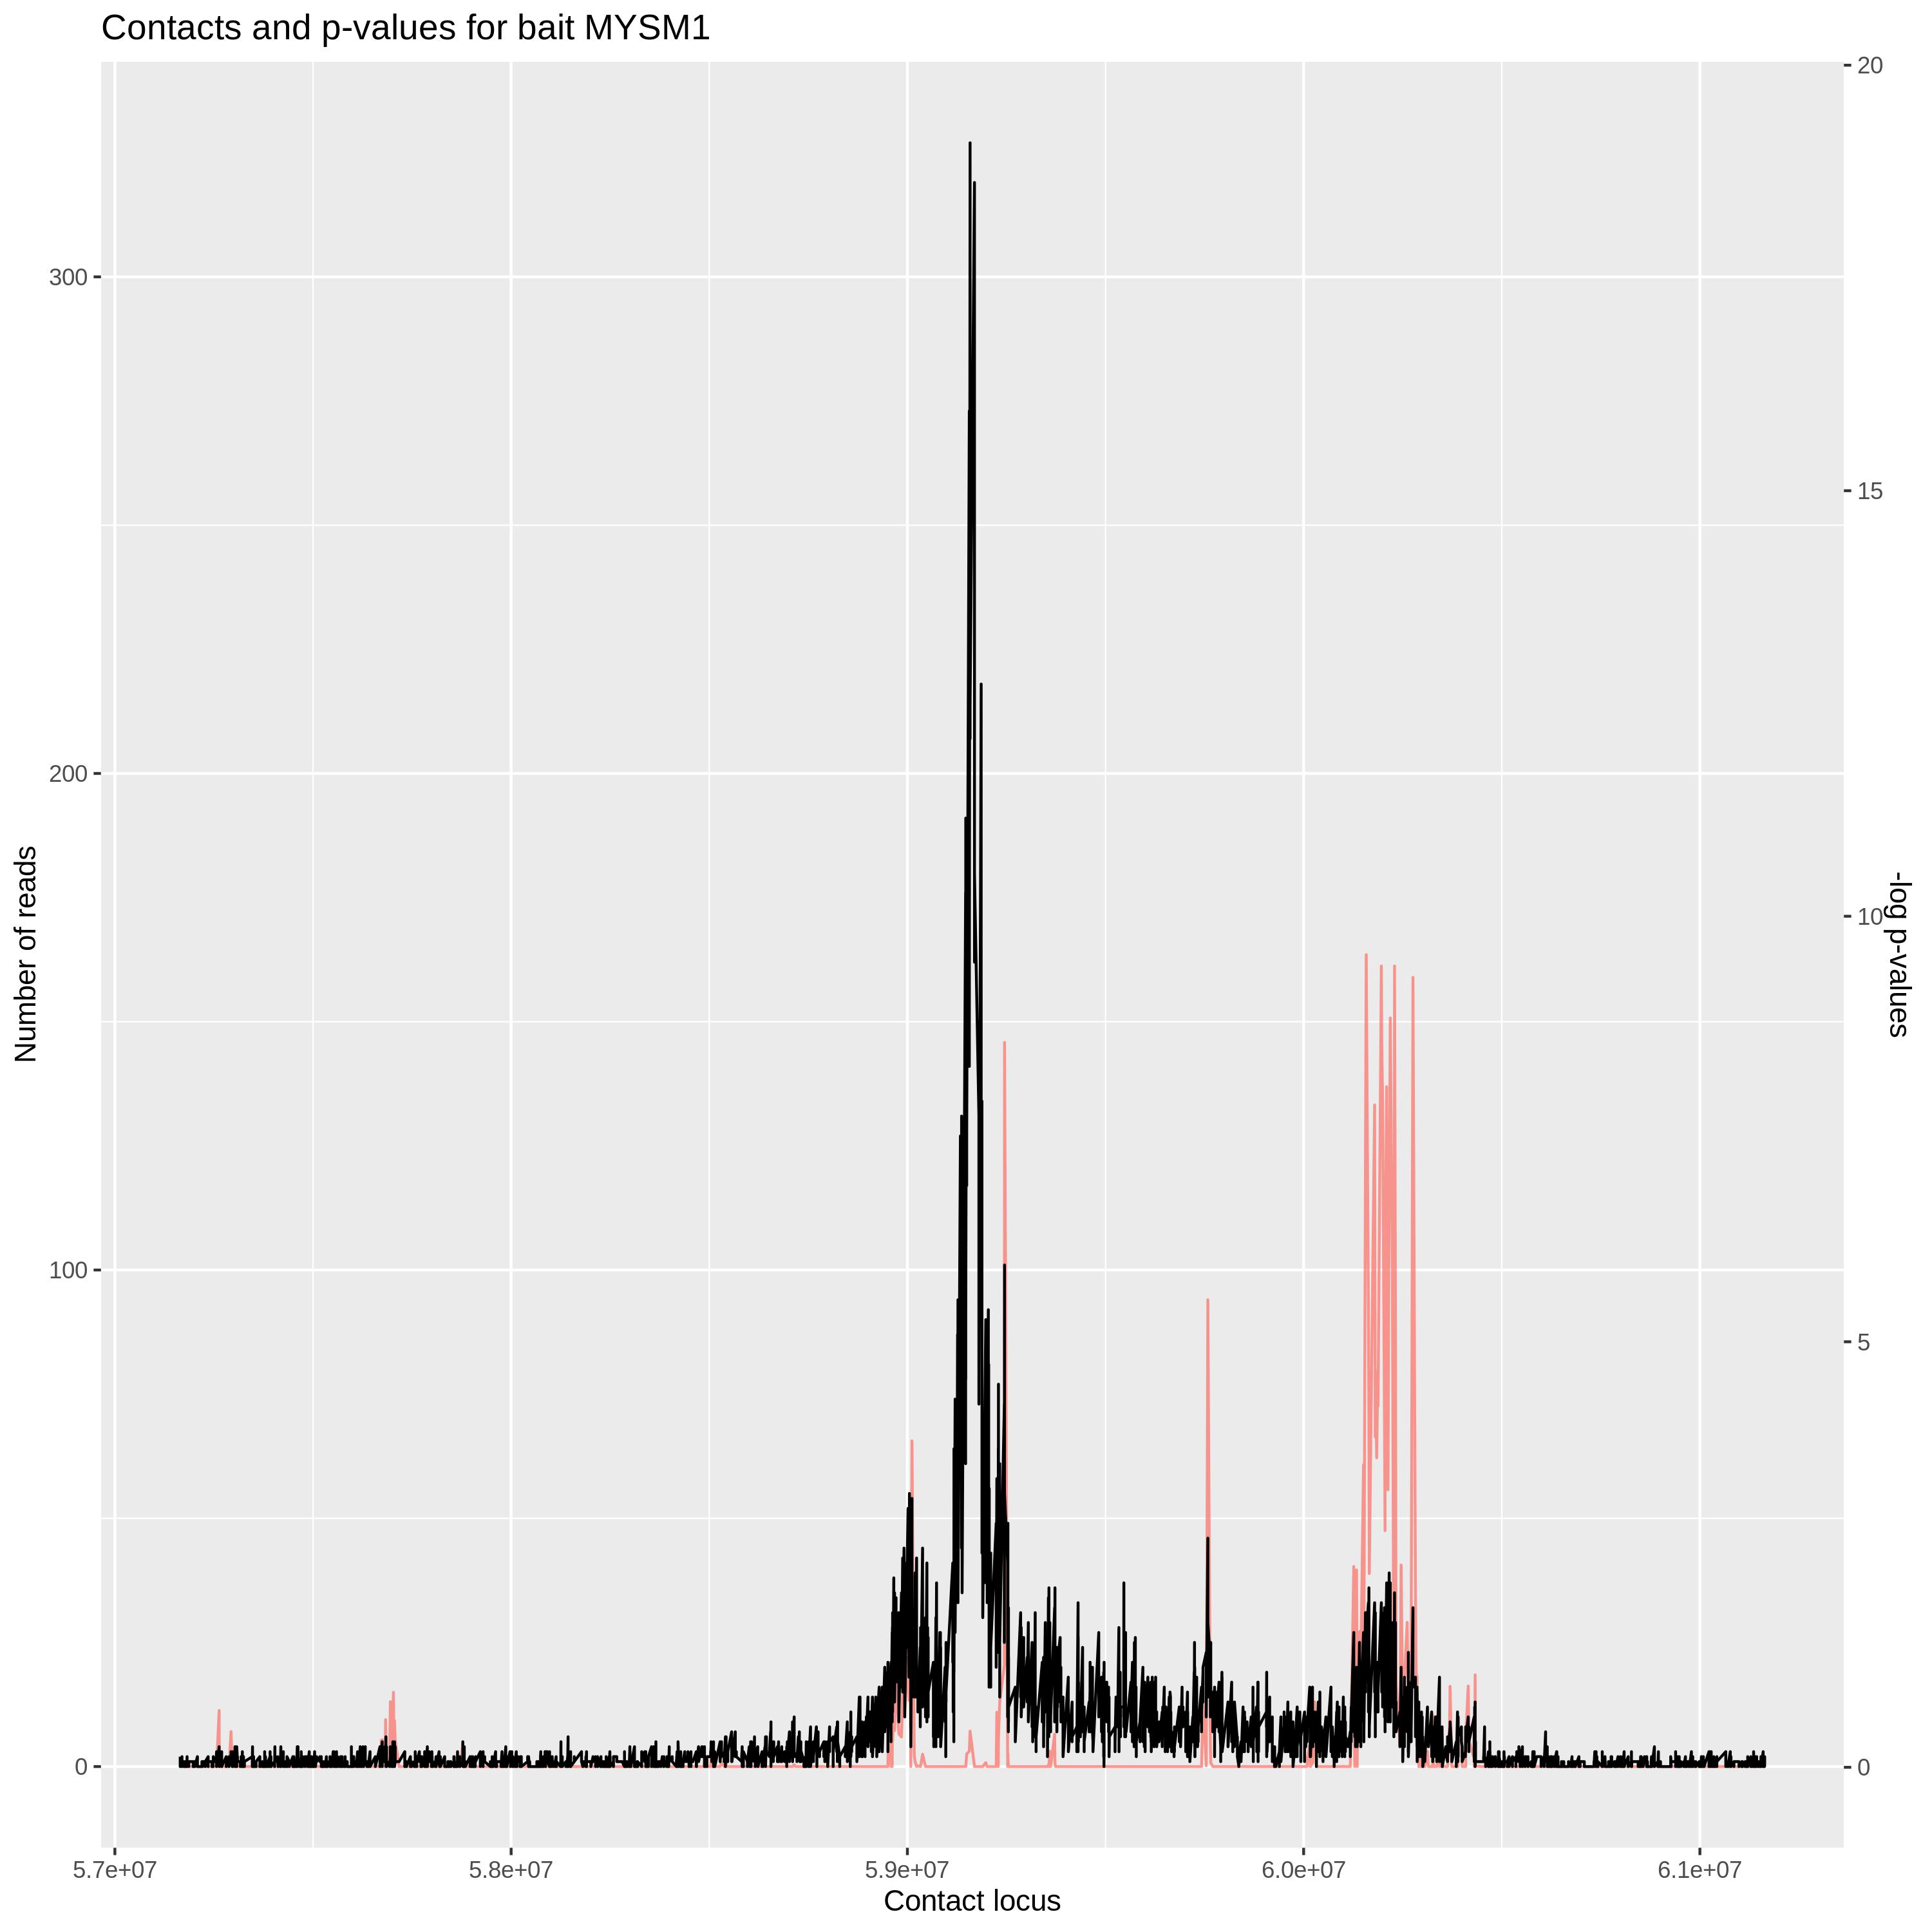 Contacts and p-values for bait MYSM1
20
300
15
200
Number of reads
10
-log p-values
100
5
0
0
5.7e+07
5.8e+07
5.9e+07
6.0e+07
6.1e+07
Contact locus